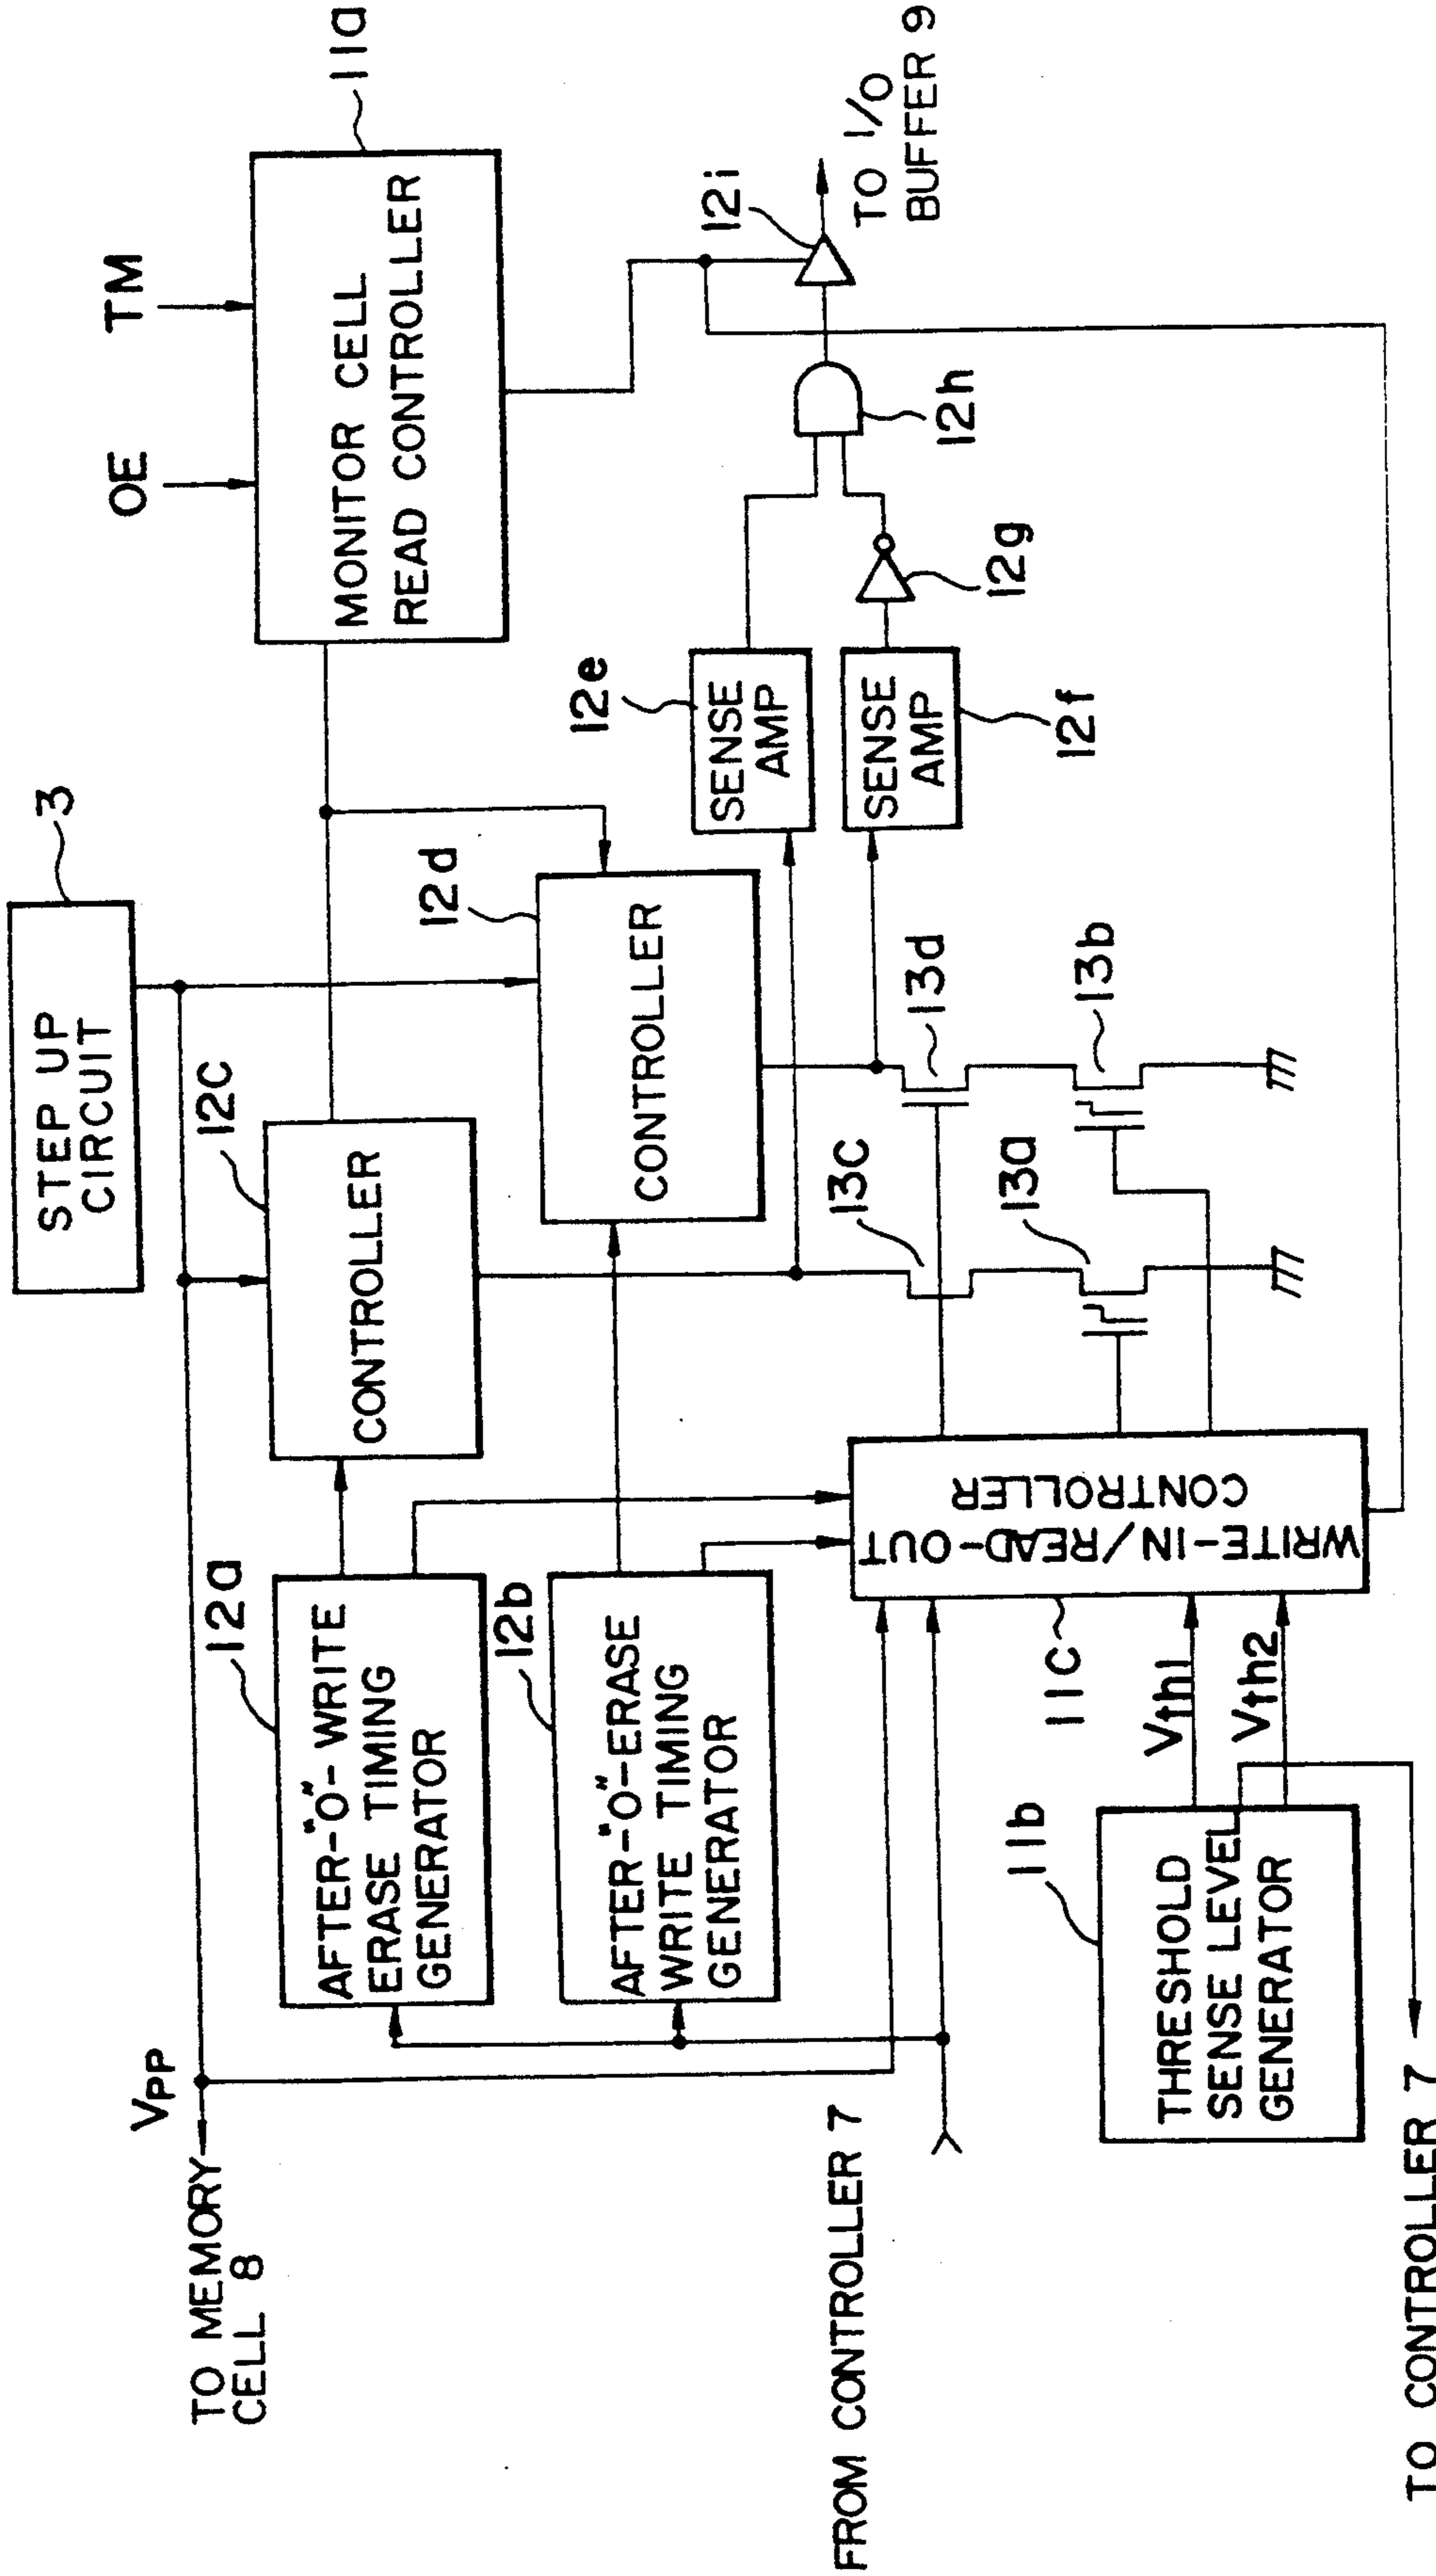 STEP UP
CIRCUIT
3
OE
TM
MONITOR CELL
READ CONTROLLER
11a
VPP
TO MEMORY
CELL 8
12a
AFTER-"0"-WRITE
ERASE TIMING
GENERATOR
12c
CONTROLLER
12b
AFTER-"0"-ERASE
WRITE TIMING
GENERATOR
12d
CONTROLLER
12e
SENSE
AMP
SENSE
AMP
12f
12g
12h
12i
TO I/O
BUFFER 9
13c
13d
13a
13b
FROM CONTROLLER 7
WRITE-IN/READ-OUT
CONTROLLER
11c
Vth1
Vth2
11b
THRESHOLD
SENSE LEVEL
GENERATOR
TO CONTROLLER 7